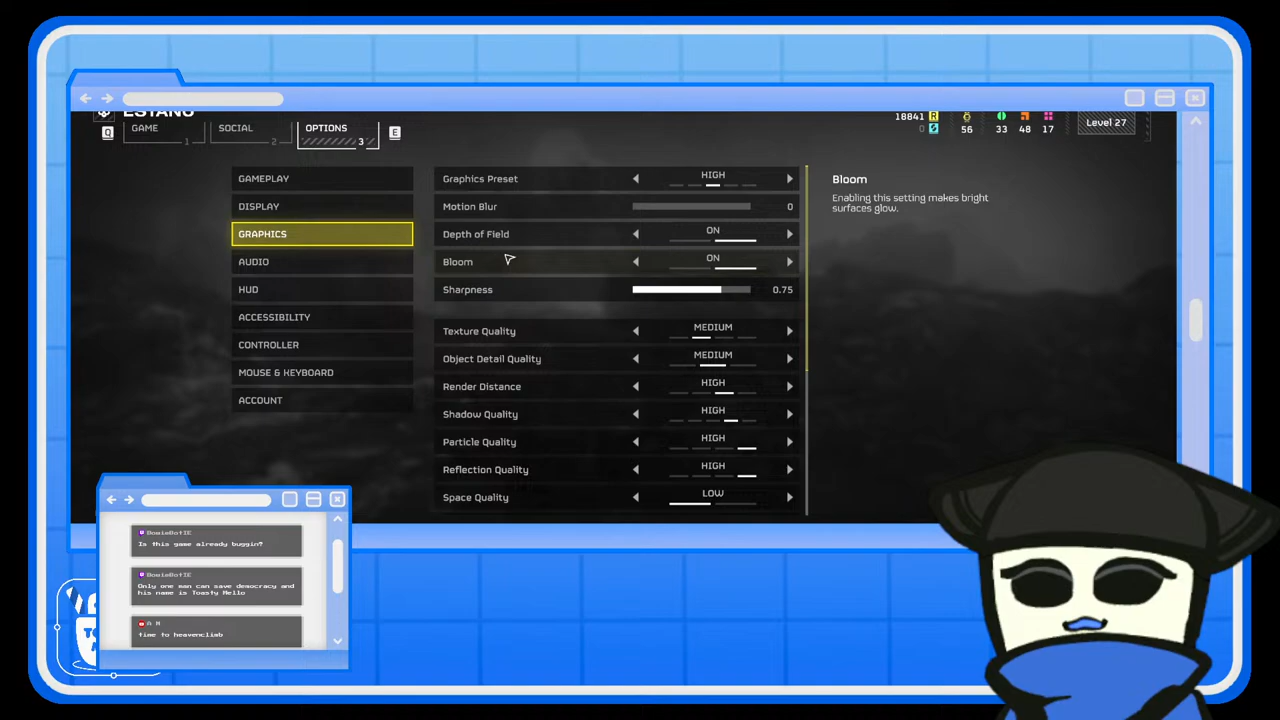 Q
GAME
1
SOCIAL
2
OPTIONS
3
E
18841 R
0
56
33
48
17
Level 27
GAMEPLAY
DISPLAY
GRAPHICS
AUDIO
HUD
ACCESSIBILITY
CONTROLLER
MOUSE & KEYBOARD
ACCOUNT
Graphics Preset HIGH
Motion Blur 0
Depth of Field ON
Bloom ON
Sharpness 0.75
Texture Quality MEDIUM
Object Detail Quality MEDIUM
Render Distance HIGH
Shadow Quality HIGH
Particle Quality HIGH
Reflection Quality HIGH
Space Quality LOW
Bloom
Enabling this setting makes bright
surfaces glow.
Is this game already buggin?
Only one man can save democracy and
his name is Toasty Mello
A M
time to heavenclimb